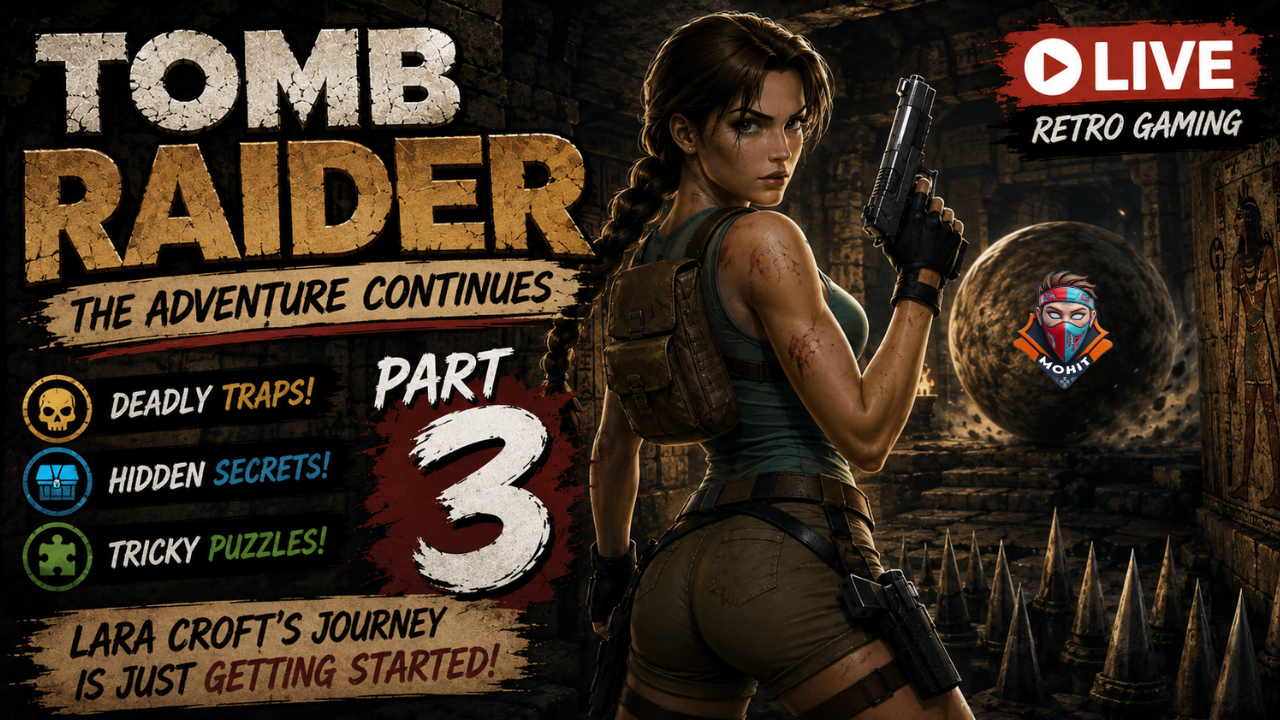 TOMB
RAIDER
THE ADVENTURE CONTINUES
DEADLY TRAPS!
HIDDEN SECRETS!
TRICKY PUZZLES!
PART
3
LARA CROFT'S JOURNEY
IS JUST GETTING STARTED!
LIVE
RETRO GAMING
MOHIT